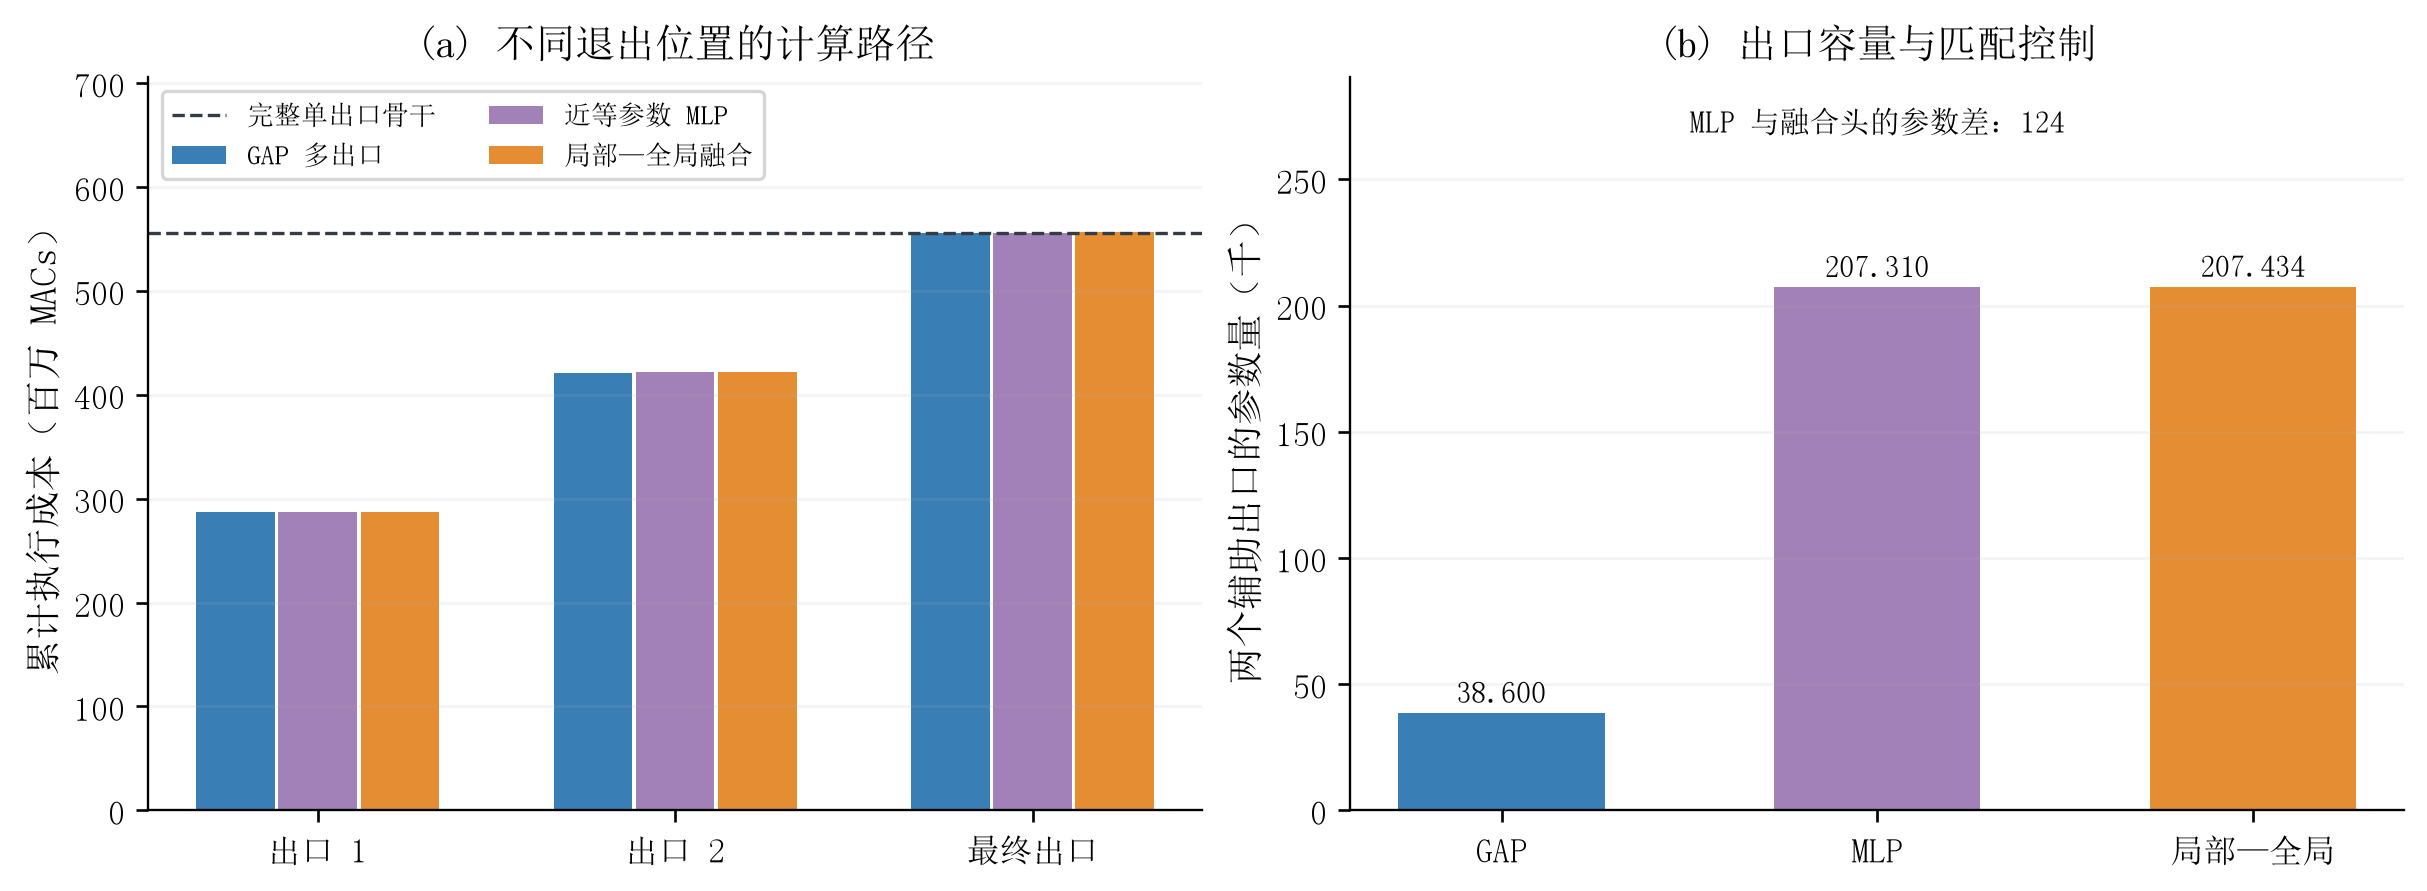 (a) 不同退出位置的计算路径
累计执行成本（百万 MACs）
700
600
500
400
300
200
100
0
完整单出口骨干
GAP 多出口
近等参数 MLP
局部—全局融合
出口 1
出口 2
最终出口
(b) 出口容量与匹配控制
MLP 与融合头的参数差：124
两个辅助出口的参数量（千）
250
200
150
100
50
0
38.600
207.310
207.434
GAP
MLP
局部—全局